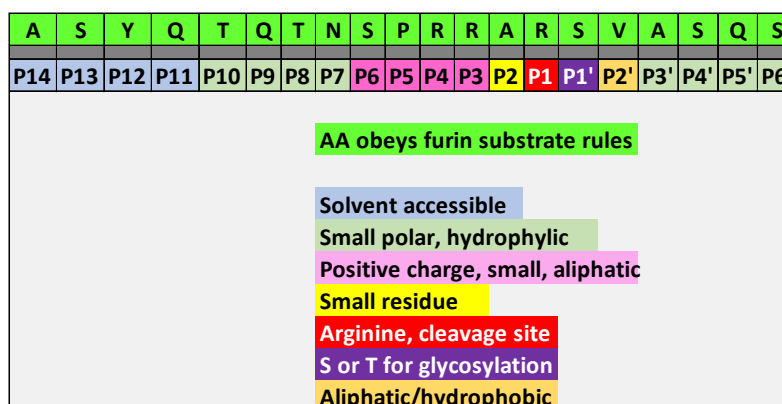 A S Y Q T Q T N S P R R A R S V A S Q S
P14 P13 P12 P11 P10 P9 P8 P7 P6 P5 P4 P3 P2 P1 P1' P2' P3' P4' P5' P6
AA obeys furin substrate rules
Solvent accessible
Small polar, hydrophylic
Positive charge, small, aliphatic
Small residue
Arginine, cleavage site
S or T for glycosylation
Aliphatic/hydrophobic